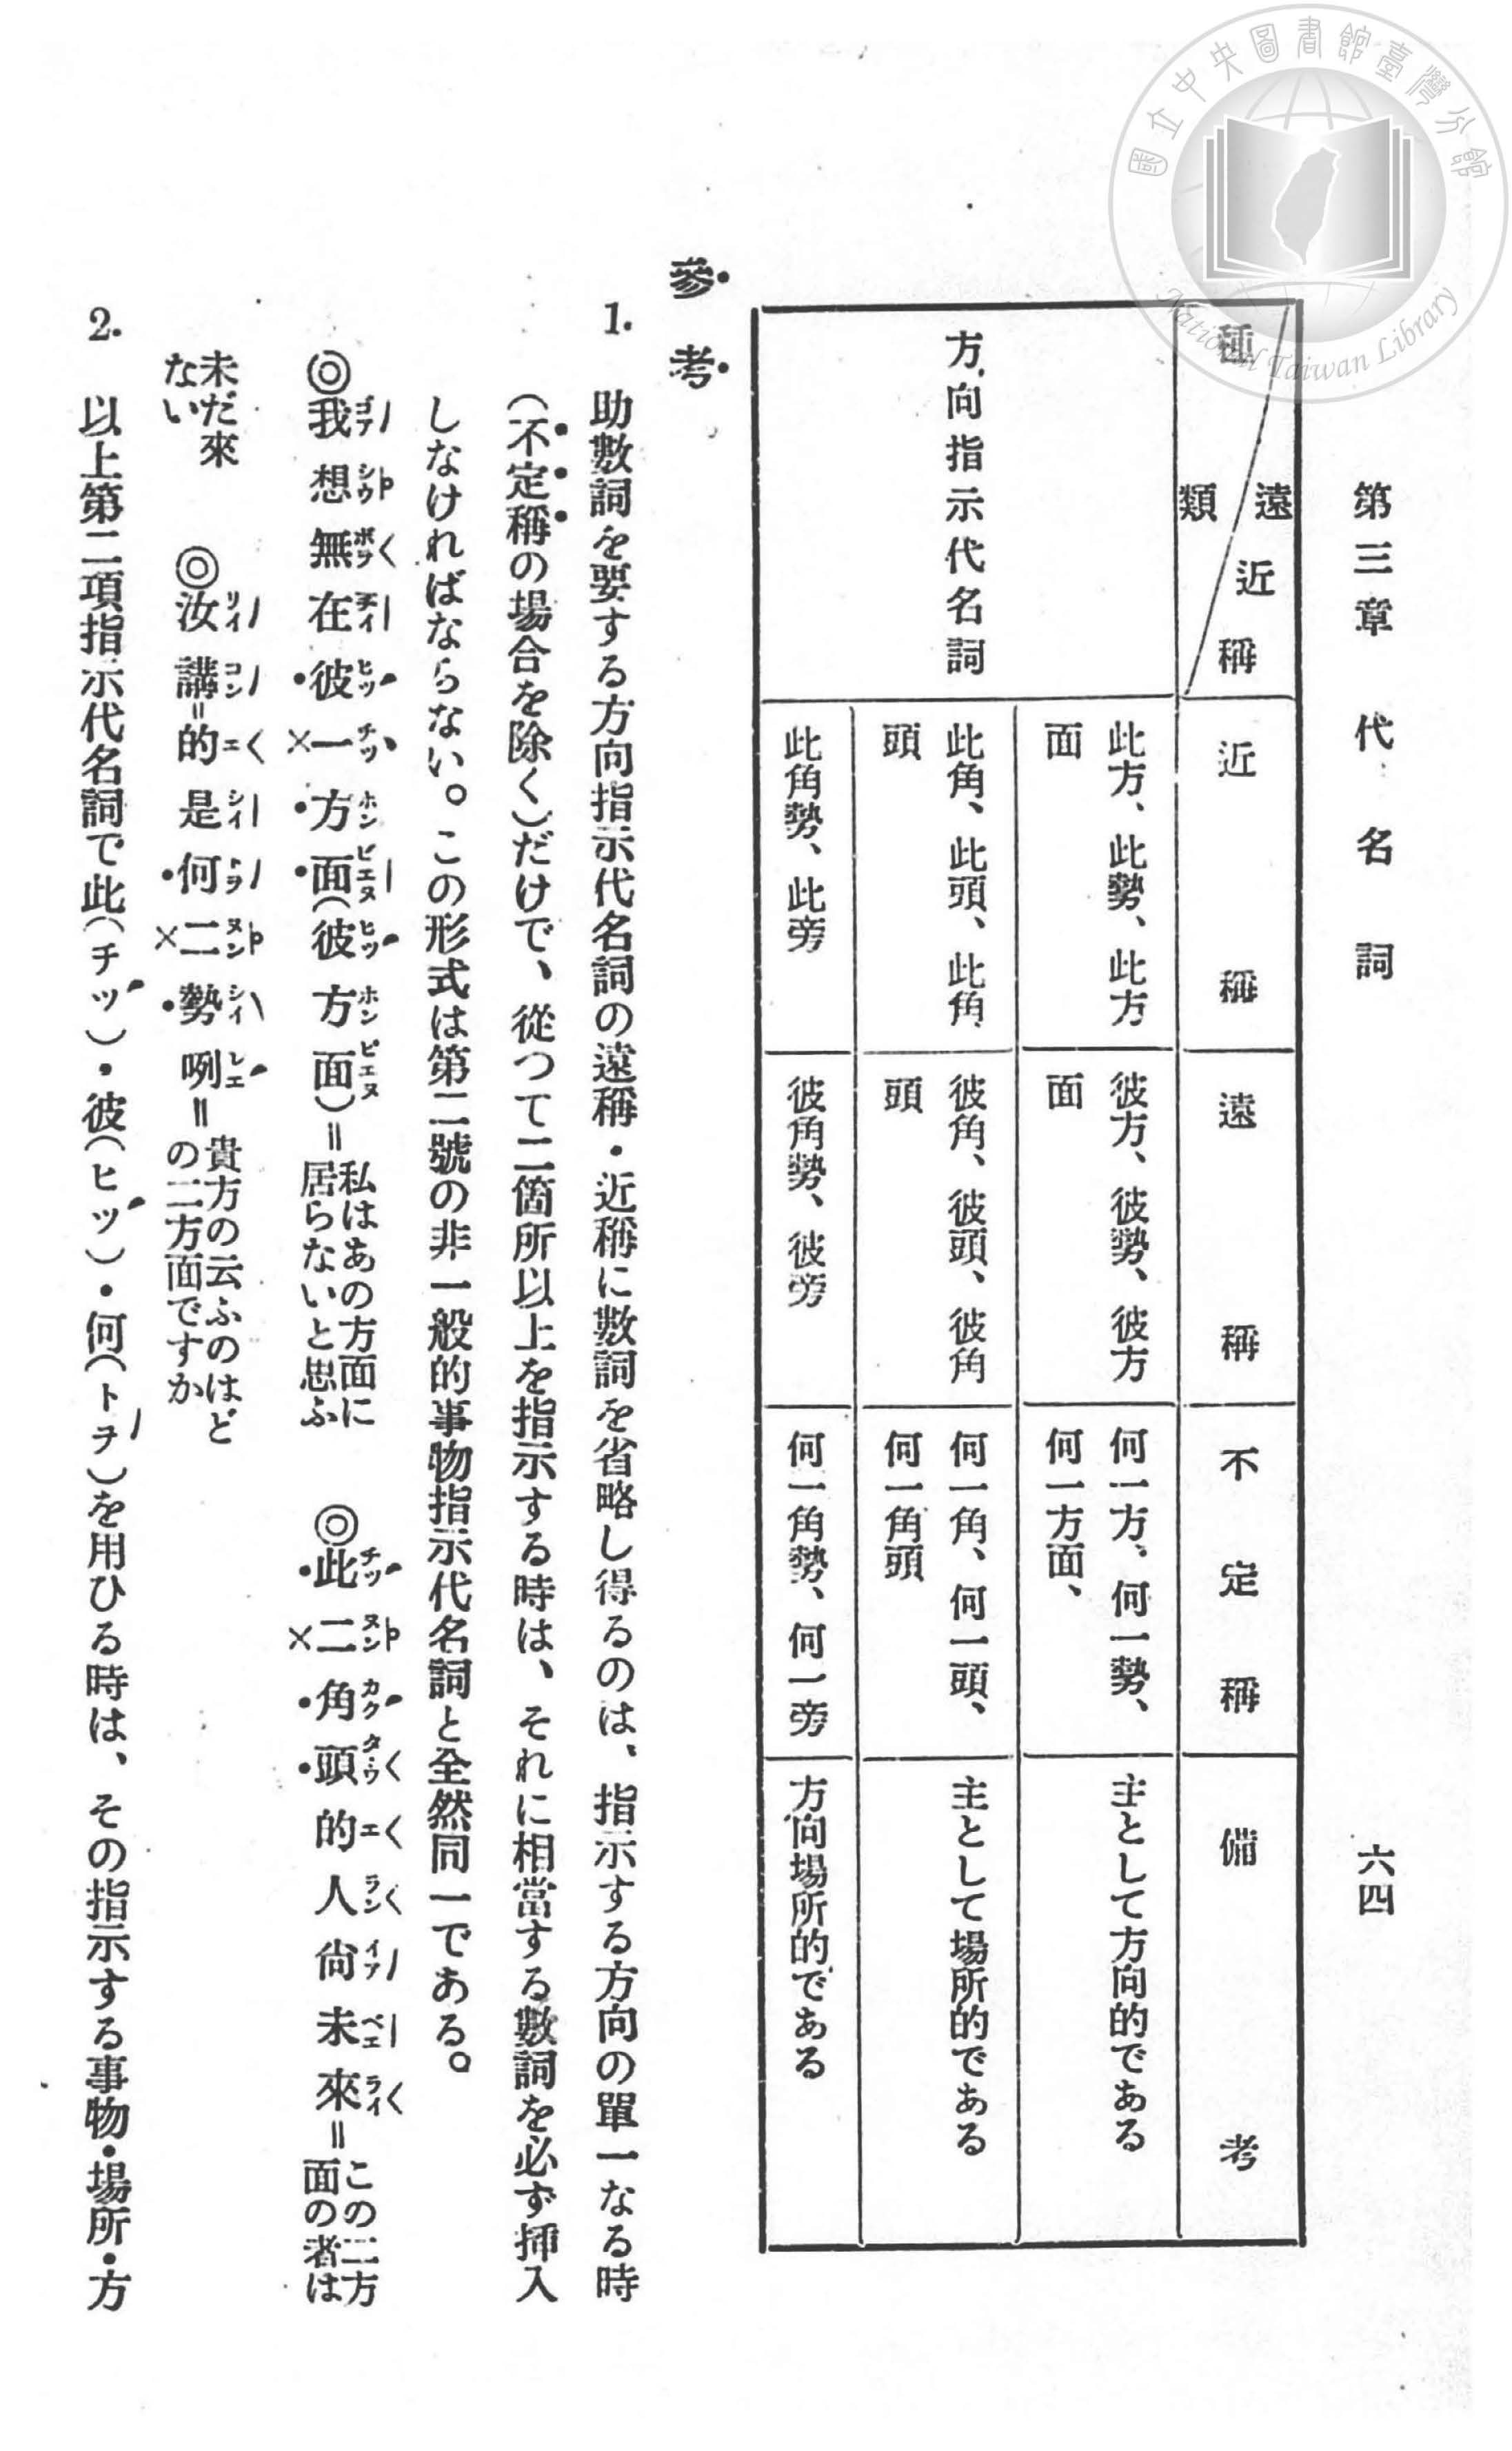 國立中央圖書館臺灣分館
National Taiwan Library
第三章 代名詞 六四
種類 遠近稱
近稱
遠稱
不定稱
備考
方向指示代名詞
此方、此勢、此方
面
彼方、彼勢、彼方
面
何一方、何一勢、
何一方面、
主として方向的である
此角、此頭、此角
頭
彼角、彼頭、彼角
頭
何一角、何一頭、
何一角頭
主として場所的である
此角勢、此旁
彼角勢、彼旁
何一角勢、何一旁
方向場所的である
參考
1. 助數詞を要する方向指示代名詞の遠稱・近稱に數詞を省略し得るのは、指示する方向の單一なる時
(不定稱の場合を除く)だけで、從つて二箇所以上を指示する時は、それに相當する數詞を必ず揷入
しなければならない。この形式は第二號の非一般的事物指示代名詞と全然同一である。
◎我想無在彼×一方面(彼方面)=私はあの方面に居らないと思ふ ◎此×二角頭的人尙未來=この二方面の者は
未だ來ない ◎汝講=的是何×二勢咧=貴方の云ふのはどの二方面ですか
2. 以上第二項指示代名詞で此(チッ)・彼(ヒッ)・何(トヲ)を用ひる時は、その指示する事物・場所・方